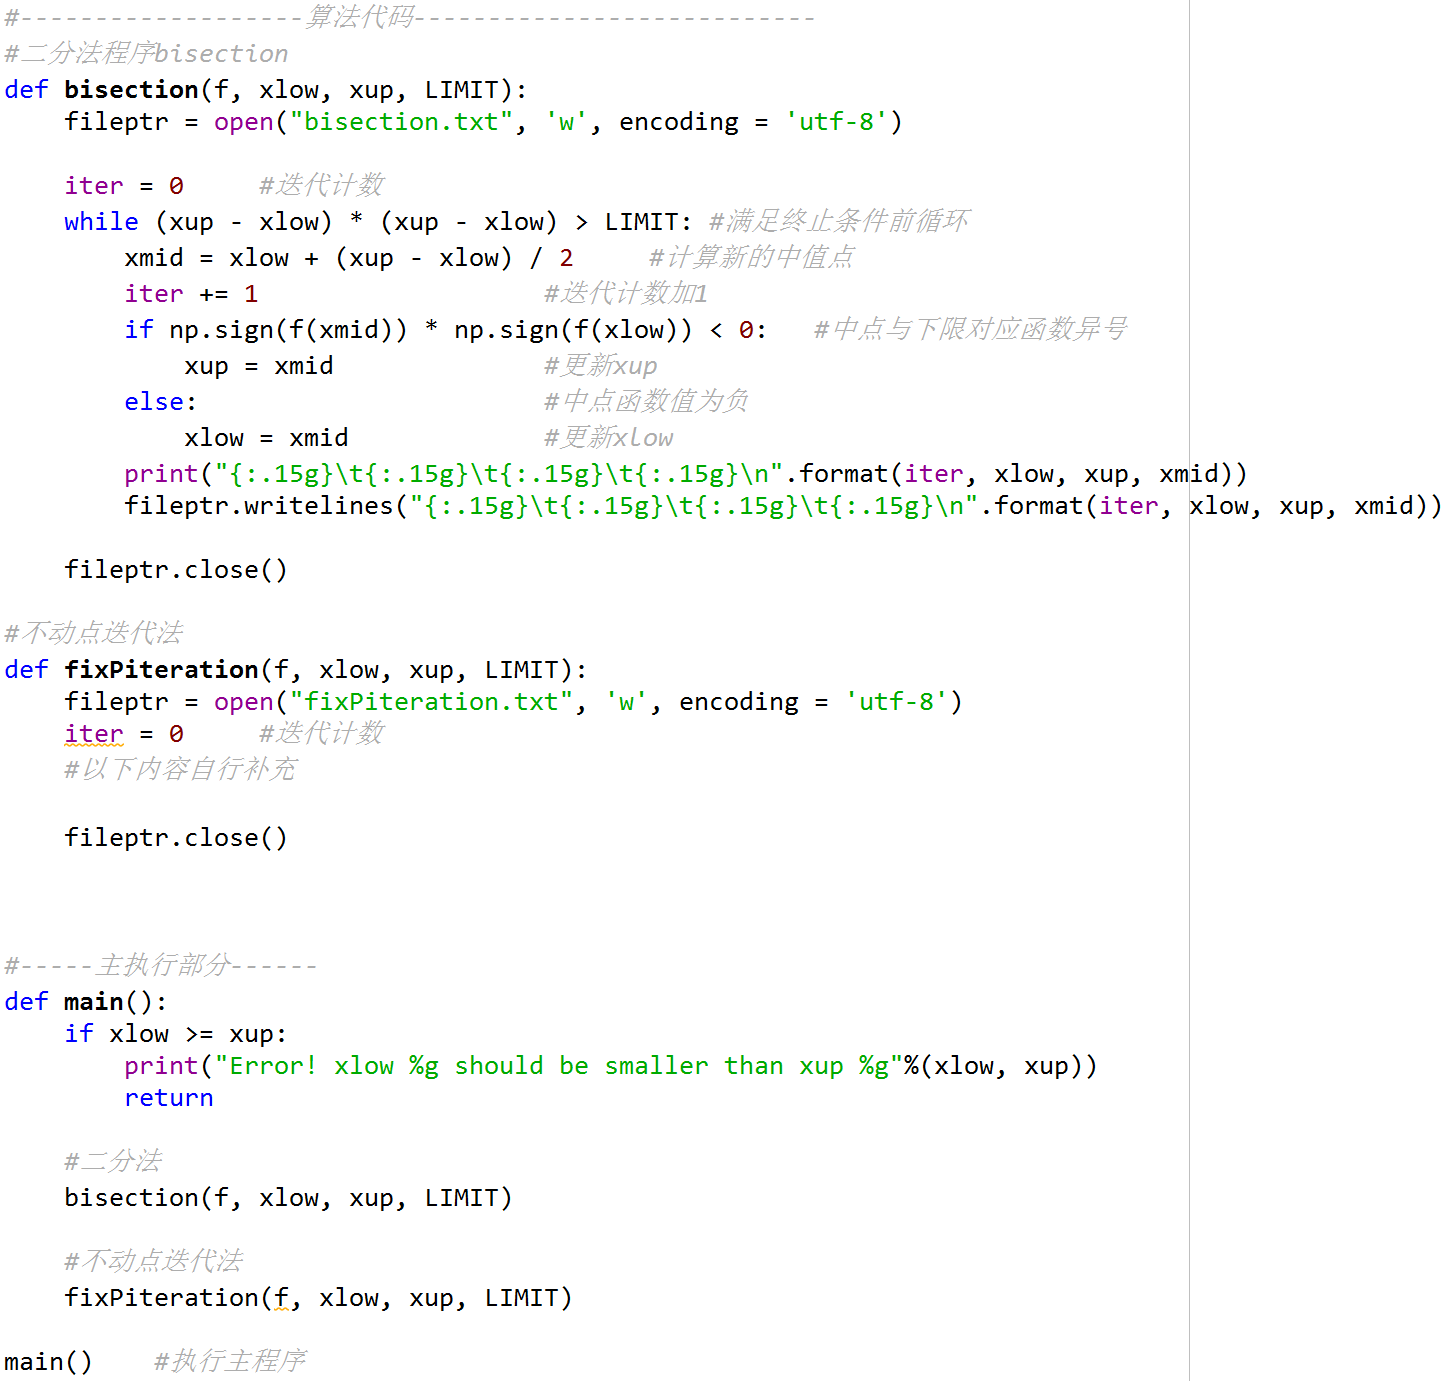 #-------------------算法代码---------------------------
#二分法程序bisection
def bisection(f, xlow, xup, LIMIT):
    fileptr = open("bisection.txt", 'w', encoding = 'utf-8')
    iter = 0     #迭代计数
    while (xup - xlow) * (xup - xlow) > LIMIT: #满足终止条件前循环
        xmid = xlow + (xup - xlow) / 2     #计算新的中值点
        iter += 1                   #迭代计数加1
        if np.sign(f(xmid)) * np.sign(f(xlow)) < 0:   #中点与下限对应函数异号
            xup = xmid              #更新xup
        else:                       #中点函数值为负
            xlow = xmid             #更新xlow
        print("{:.15g}\t{:.15g}\t{:.15g}\t{:.15g}\n".format(iter, xlow, xup, xmid))
        fileptr.writelines("{:.15g}\t{:.15g}\t{:.15g}\t{:.15g}\n".format(iter, xlow, xup, xmid))
    fileptr.close()
#不动点迭代法
def fixPiteration(f, xlow, xup, LIMIT):
    fileptr = open("fixPiteration.txt", 'w', encoding = 'utf-8')
    iter = 0     #迭代计数
    #以下内容自行补充
    fileptr.close()
#-----主执行部分------
def main():
    if xlow >= xup:
        print("Error! xlow %g should be smaller than xup %g"%(xlow, xup))
        return
    #二分法
    bisection(f, xlow, xup, LIMIT)
    #不动点迭代法
    fixPiteration(f, xlow, xup, LIMIT)
main()    #执行主程序